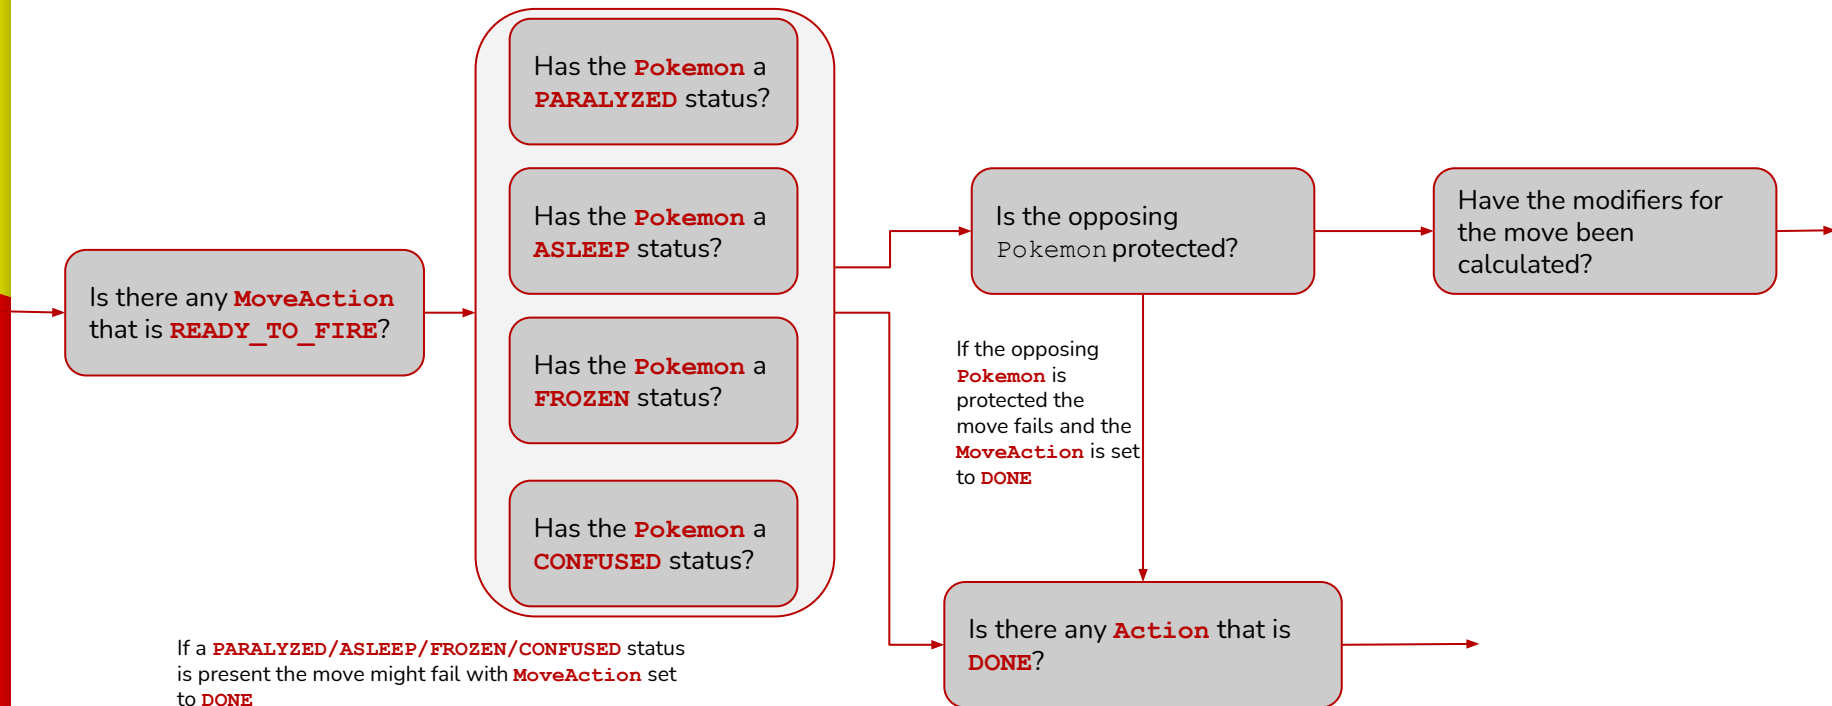 Is there any MoveAction
that is READY_TO_FIRE?
Has the Pokemon a
PARALYZED status?
Has the Pokemon a
ASLEEP status?
Has the Pokemon a
FROZEN status?
Has the Pokemon a
CONFUSED status?
If a PARALYZED/ASLEEP/FROZEN/CONFUSED status
is present the move might fail with MoveAction set
to DONE
Is the opposing
Pokemon protected?
Have the modifiers for
the move been
calculated?
If the opposing
Pokemon is
protected the
move fails and the
MoveAction is set
to DONE
Is there any Action that is
DONE?